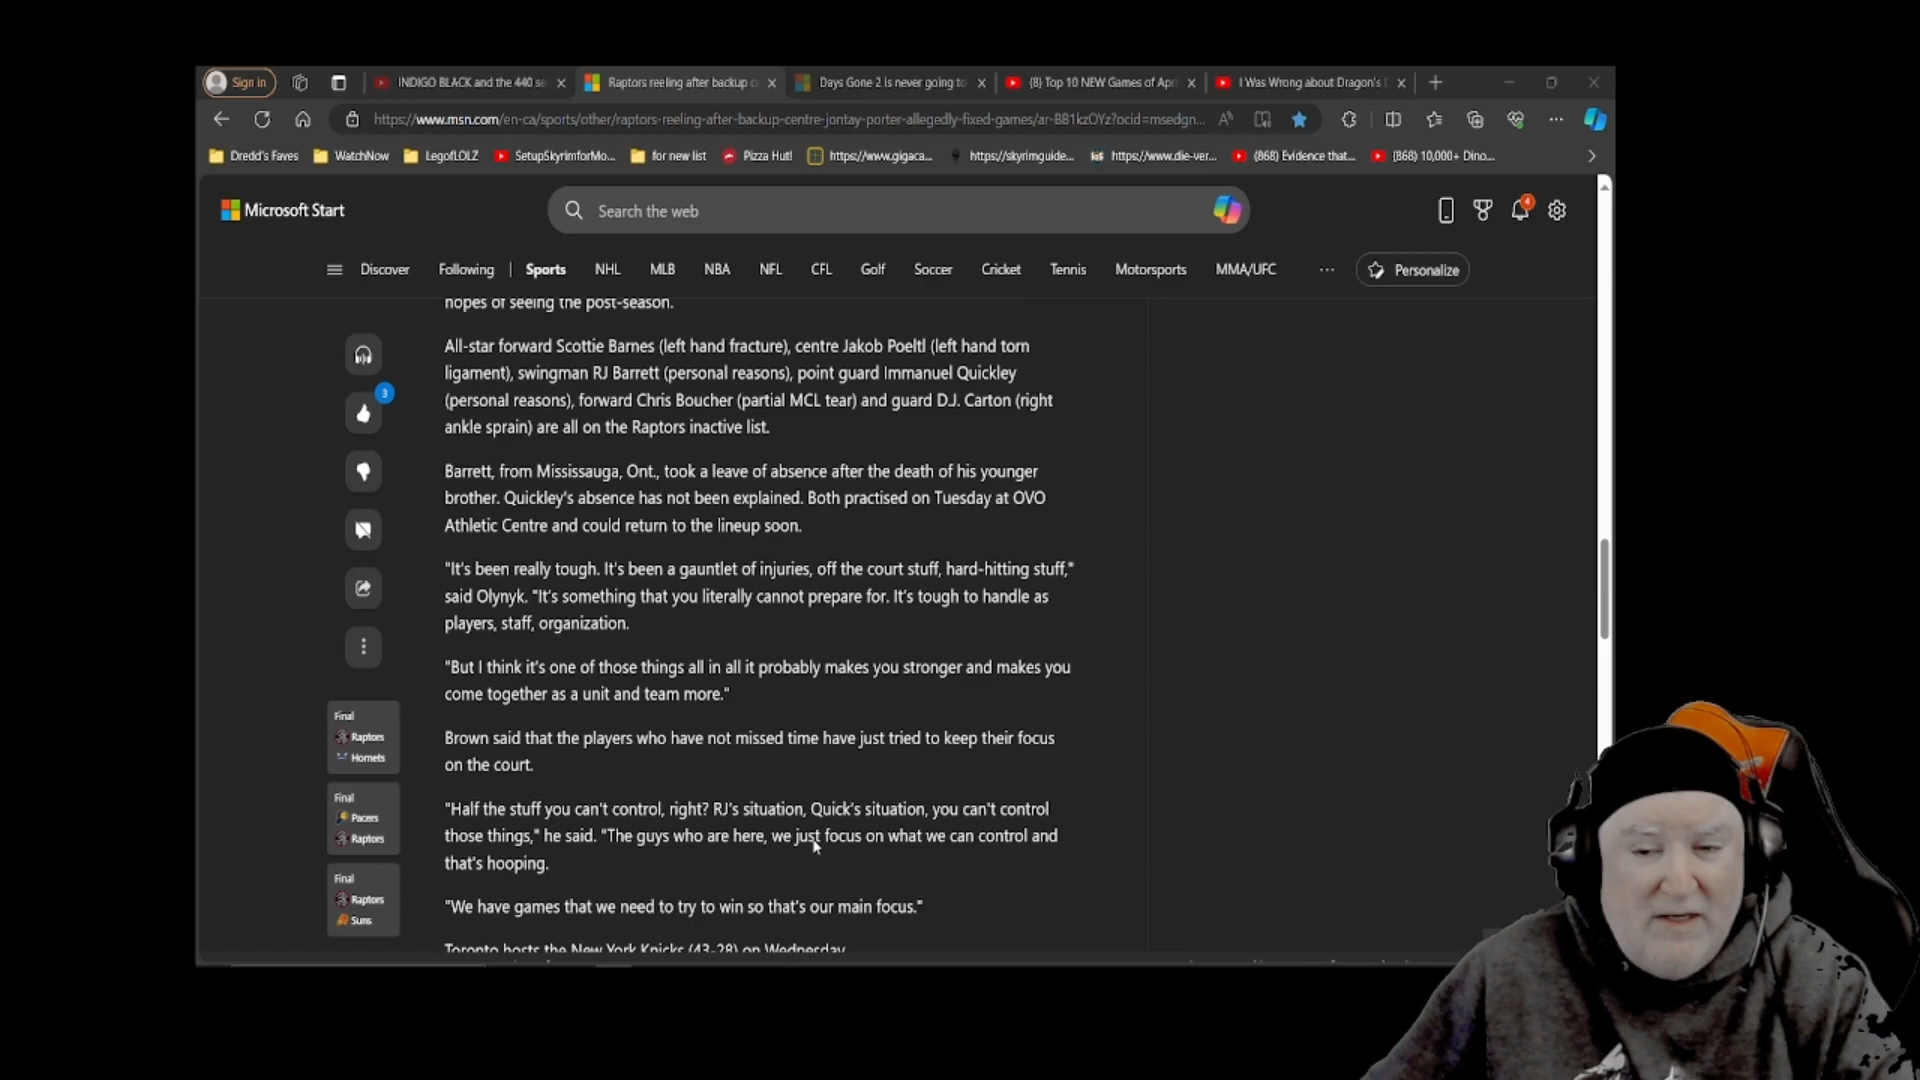 Sign in
INDIGO BLACK and the 440 se
Raptors reeling after backup c
Days Gone 2 is never going to
(8) Top 10 NEW Games of Apr
I Was Wrong about Dragon's D
https://www.msn.com/en-ca/sports/other/raptors-reeling-after-backup-centre-jontay-porter-allegedly-fixed-games/ar-BB1kzOYz?ocid=msedgn...
Dredd's Faves
WatchNow
LegofLOLZ
SetupSkyrimforMo...
for new list
Pizza Hut!
https://www.gigaca...
https://skyrimguide...
https://www.die-ver...
(868) Evidence that...
(868) 10,000+ Dino...
Microsoft Start
Search the web
4
Discover
Following
Sports
NHL
MLB
NBA
NFL
CFL
Golf
Soccer
Cricket
Tennis
Motorsports
MMA/UFC
Personalize
hopes of seeing the post-season.
All-star forward Scottie Barnes (left hand fracture), centre Jakob Poeltl (left hand torn
ligament), swingman RJ Barrett (personal reasons), point guard Immanuel Quickley
(personal reasons), forward Chris Boucher (partial MCL tear) and guard D.J. Carton (right
ankle sprain) are all on the Raptors inactive list.
Barrett, from Mississauga, Ont., took a leave of absence after the death of his younger
brother. Quickley's absence has not been explained. Both practised on Tuesday at OVO
Athletic Centre and could return to the lineup soon.
"It's been really tough. It's been a gauntlet of injuries, off the court stuff, hard-hitting stuff,"
said Olynyk. "It's something that you literally cannot prepare for. It's tough to handle as
players, staff, organization.
"But I think it's one of those things all in all it probably makes you stronger and makes you
come together as a unit and team more."
Brown said that the players who have not missed time have just tried to keep their focus
on the court.
"Half the stuff you can't control, right? RJ's situation, Quick's situation, you can't control
those things," he said. "The guys who are here, we just focus on what we can control and
that's hooping.
"We have games that we need to try to win so that's our main focus."
Toronto hosts the New York Knicks (43-28) on Wednesday.
3
Final
Raptors
Hornets
Final
Pacers
Raptors
Final
Raptors
Suns